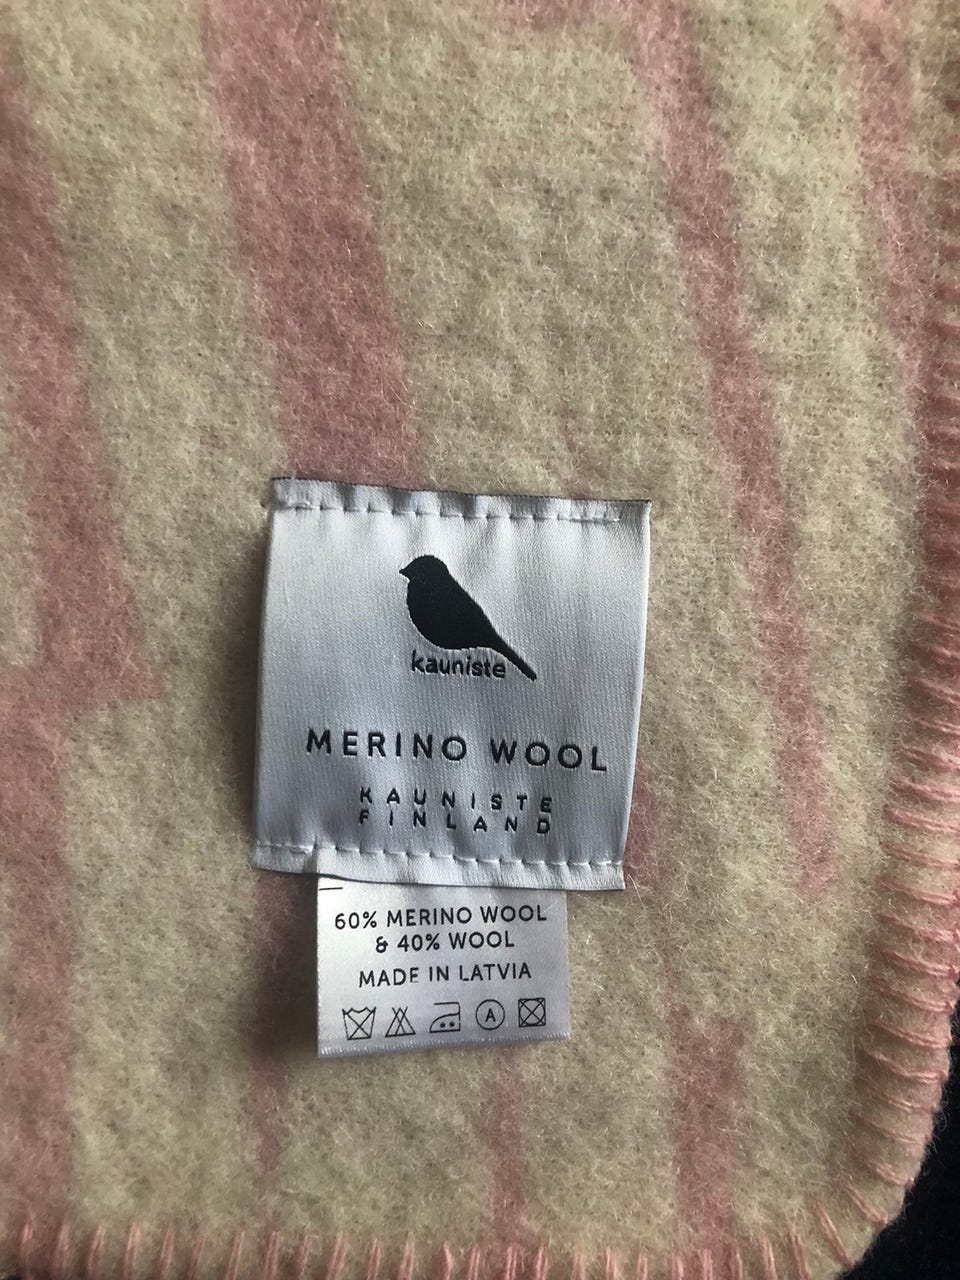 kauniste
MERINO WOOL
KAUNISTE
FINLAND
60% MERINO WOOL
& 40% WOOL
MADE IN LATVIA
A